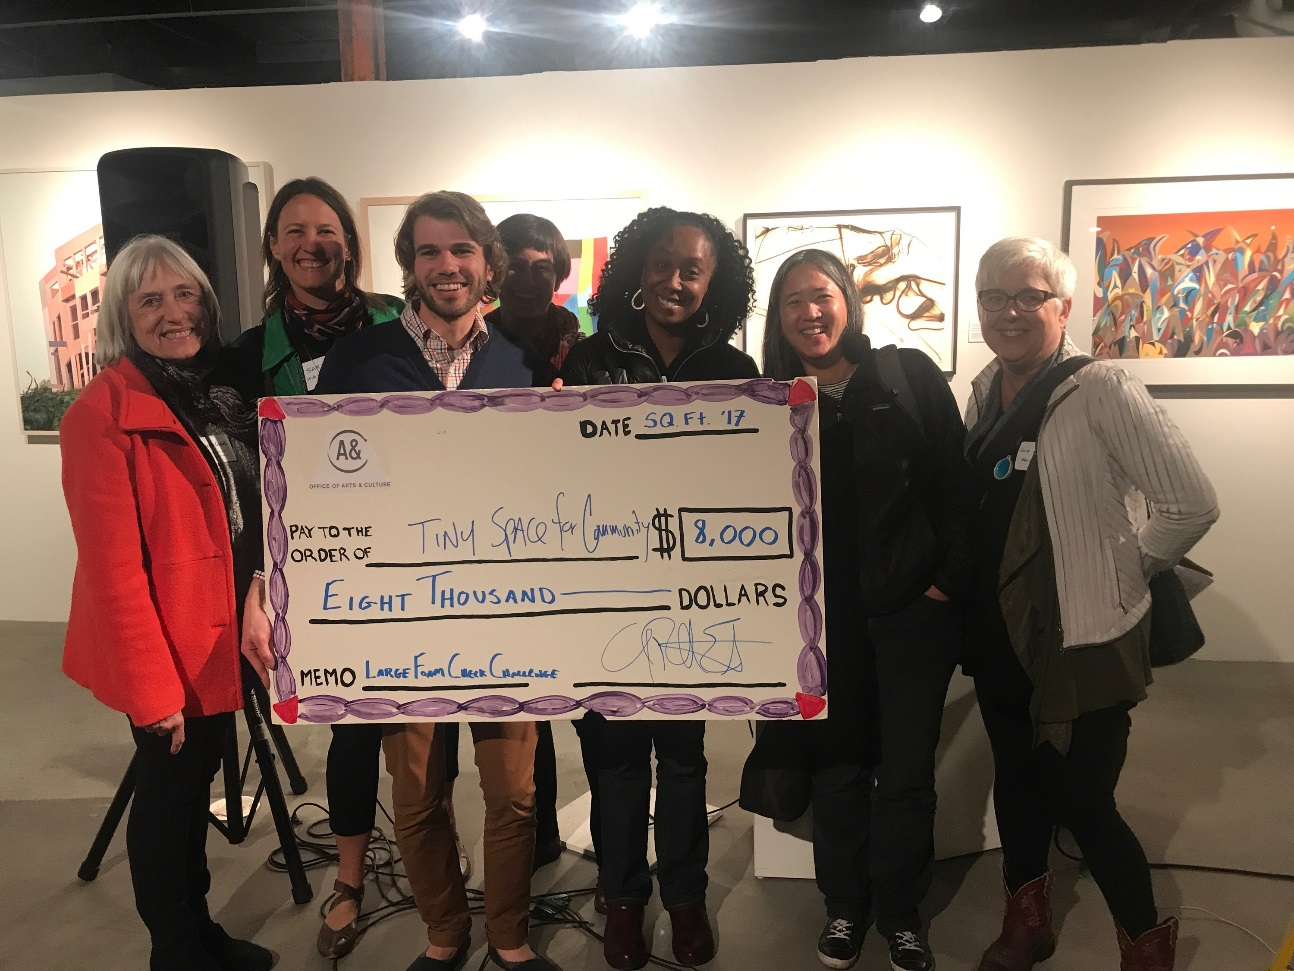 A&C
OFFICE OF ARTS & CULTURE
DATE SQ. Ft. '17
PAY TO THE
ORDER OF TINY SPACE for Community $ 8,000
EIGHT THOUSAND DOLLARS
MEMO LARGE FOAM CHECK CHALLENGE